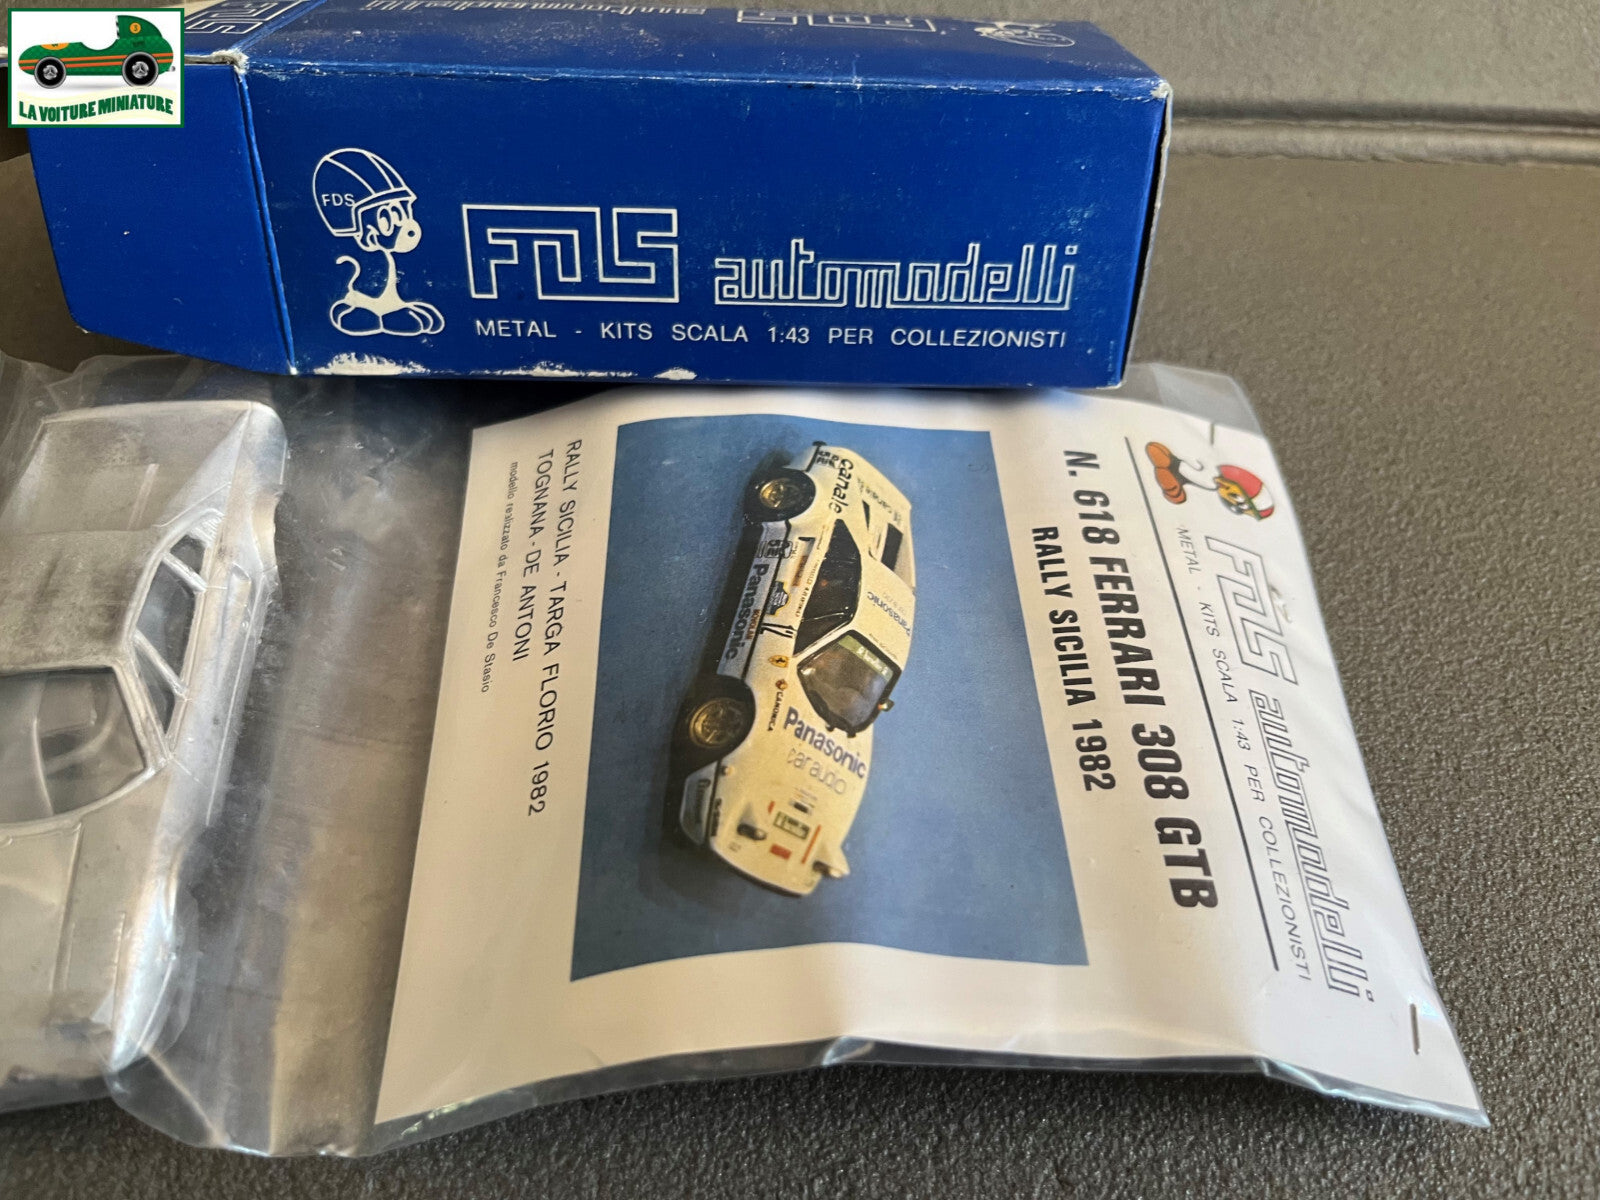 LA VOITURE MINIATURE
FDS
FDS automodelli
METAL - KITS SCALA 1:43 PER COLLEZIONISTI
FDS automodelli
METAL - KITS SCALA 1:43 PER COLLEZIONISTI
N. 618 FERRARI 308 GTB
RALLY SICILIA 1982
Canale
Panasonic
12
Panasonic
Panasonic
car audio
RALLY SICILIA - TARGA FLORIO 1982
TOGNANA - DE ANTONI
modello realizzato da Francesco De Stasio